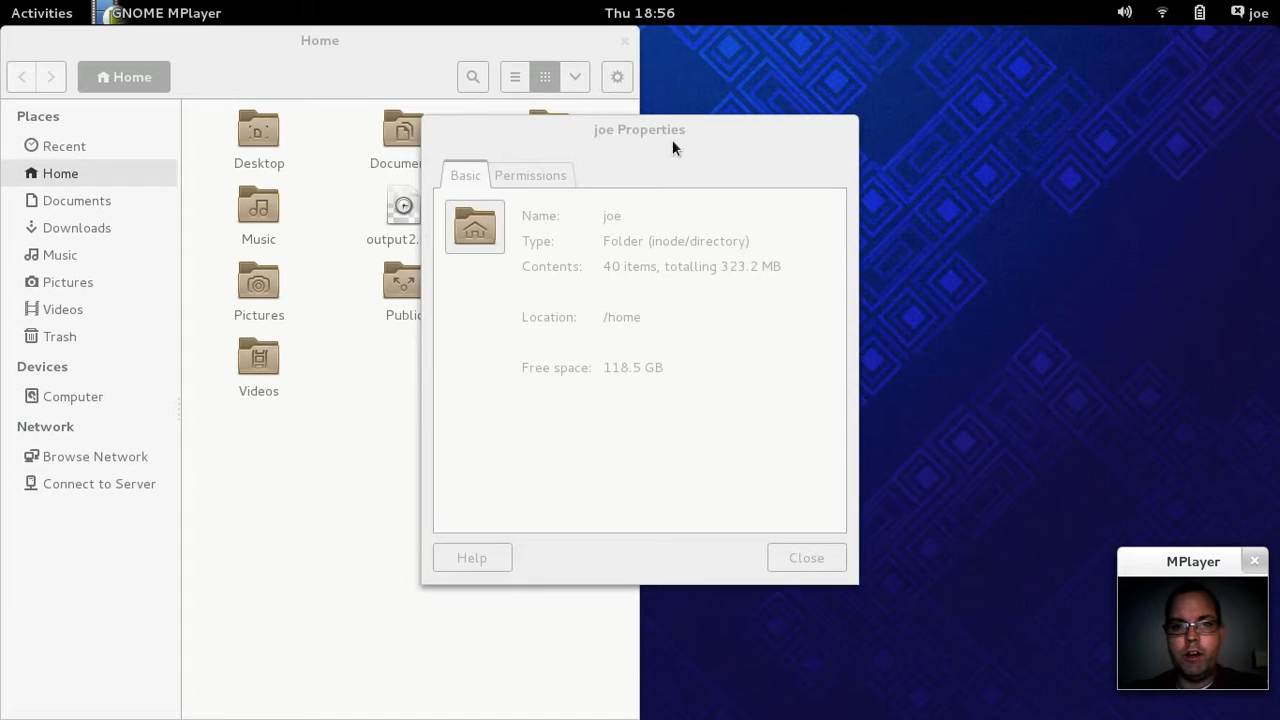 Activities
GNOME MPlayer
Thu 18:56
joe
Home
Home
Places
Recent
Home
Documents
Downloads
Music
Pictures
Videos
Trash
Devices
Computer
Network
Browse Network
Connect to Server
D
Desktop
Docume
Music
output2.
Pictures
Publi
Videos
joe Properties
Basic
Permissions
Name: joe
Type: Folder (inode/directory)
Contents: 40 items, totalling 323.2 MB
Location: /home
Free space: 118.5 GB
Help
Close
MPlayer